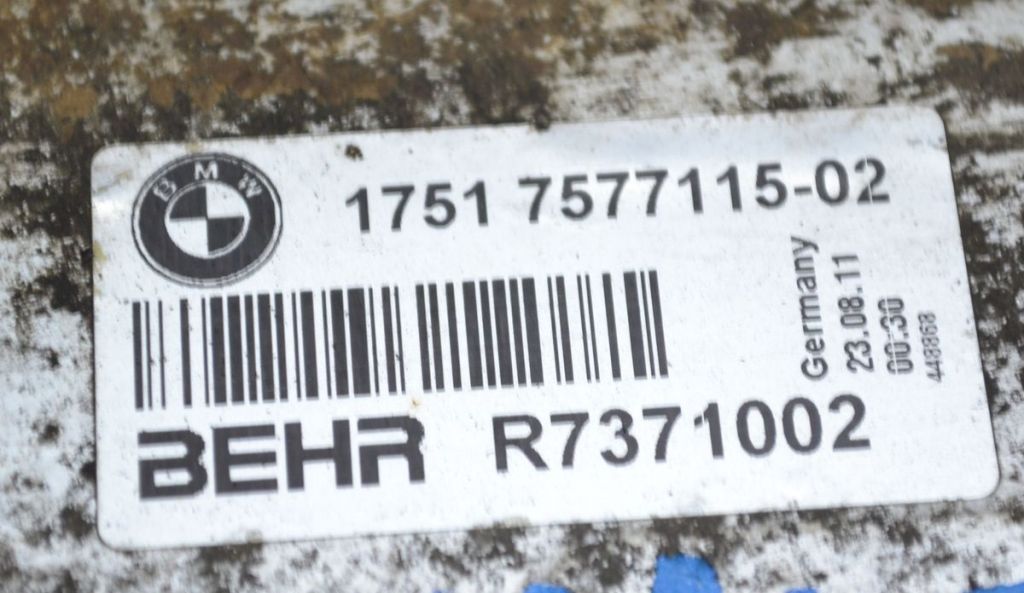 BMW
1751 7577115-02
Germany
23.08.11
00:30
448868
BEHR R7371002